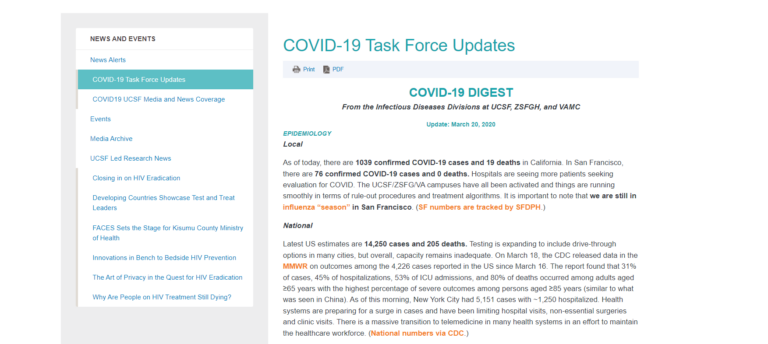 NEWS AND EVENTS
News Alerts
COVID-19 Task Force Updates
COVID19 UCSF Media and News Coverage
Events
Media Archive
UCSF Led Research News
Closing in on HIV Eradication
Developing Countries Showcase Test and Treat
Leaders
FACES Sets the Stage for Kisumu County Ministry
of Health
Innovations in Bench to Bedside HIV Prevention
The Art of Privacy in the Quest for HIV Eradication
Why Are People on HIV Treatment Still Dying?
COVID-19 Task Force Updates
Print PDF
COVID-19 DIGEST
From the Infectious Diseases Divisions at UCSF, ZSFGH, and VAMC
Update: March 20, 2020
EPIDEMIOLOGY
Local
As of today, there are 1039 confirmed COVID-19 cases and 19 deaths in California. In San Francisco,
there are 76 confirmed COVID-19 cases and 0 deaths. Hospitals are seeing more patients seeking
evaluation for COVID. The UCSF/ZSFG/VA campuses have all been activated and things are running
smoothly in terms of rule-out procedures and treatment algorithms. It is important to note that we are still in
influenza “season” in San Francisco. (SF numbers are tracked by SFDPH.)
National
Latest US estimates are 14,250 cases and 205 deaths. Testing is expanding to include drive-through
options in many cities, but overall, capacity remains inadequate. On March 18, the CDC released data in the
MMWR on outcomes among the 4,226 cases reported in the US since March 16. The report found that 31%
of cases, 45% of hospitalizations, 53% of ICU admissions, and 80% of deaths occurred among adults aged
≥65 years with the highest percentage of severe outcomes among persons aged ≥85 years (similar to what
was seen in China). As of this morning, New York City had 5,151 cases with ~1,250 hospitalized. Health
systems are preparing for a surge in cases and have been limiting hospital visits, non-essential surgeries
and clinic visits. There is a massive transition to telemedicine in many health systems in an effort to maintain
the healthcare workforce. (National numbers via CDC.)